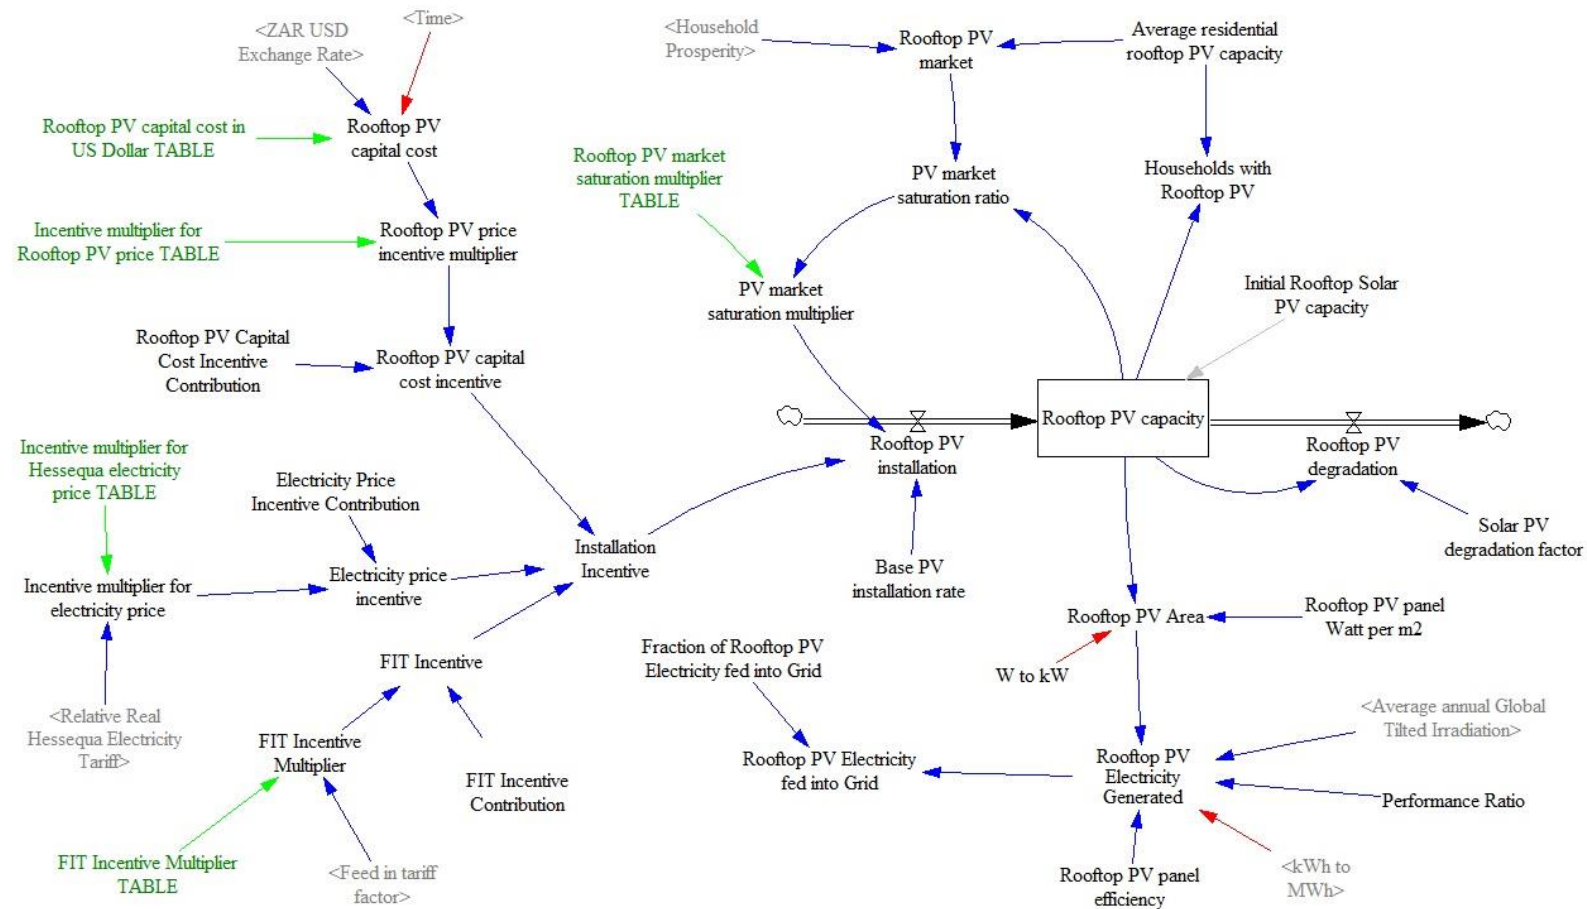 <Time>
<ZAR USD
Exchange Rate>
Rooftop PV
capital cost
Rooftop PV capital cost in
US Dollar TABLE
Incentive multiplier for
Rooftop PV price TABLE
Rooftop PV price
incentive multiplier
Rooftop PV Capital
Cost Incentive
Contribution
Rooftop PV capital
cost incentive
Incentive multiplier for
Hessequa electricity
price TABLE
Electricity Price
Incentive Contribution
Incentive multiplier for
electricity price
Electricity price
incentive
Installation
Incentive
<Relative Real
Hessequa Electricity
Tariff>
FIT Incentive
FIT Incentive
Multiplier
FIT Incentive
Contribution
FIT Incentive Multiplier
TABLE
<Feed in tariff
factor>
<Household
Prosperity>
Rooftop PV
market
Average residential
rooftop PV capacity
Rooftop PV market
saturation multiplier
TABLE
PV market
saturation ratio
Households with
Rooftop PV
PV market
saturation multiplier
Initial Rooftop Solar
PV capacity
Rooftop PV
installation
Rooftop PV capacity
Rooftop PV
degradation
Base PV
installation rate
Solar PV
degradation factor
Rooftop PV Area
Rooftop PV panel
Watt per m2
W to kW
Fraction of Rooftop PV
Electricity fed into Grid
Rooftop PV Electricity
fed into Grid
Rooftop PV
Electricity
Generated
<Average annual Global
Tilted Irradiation>
Performance Ratio
<kWh to
MWh>
Rooftop PV panel
efficiency